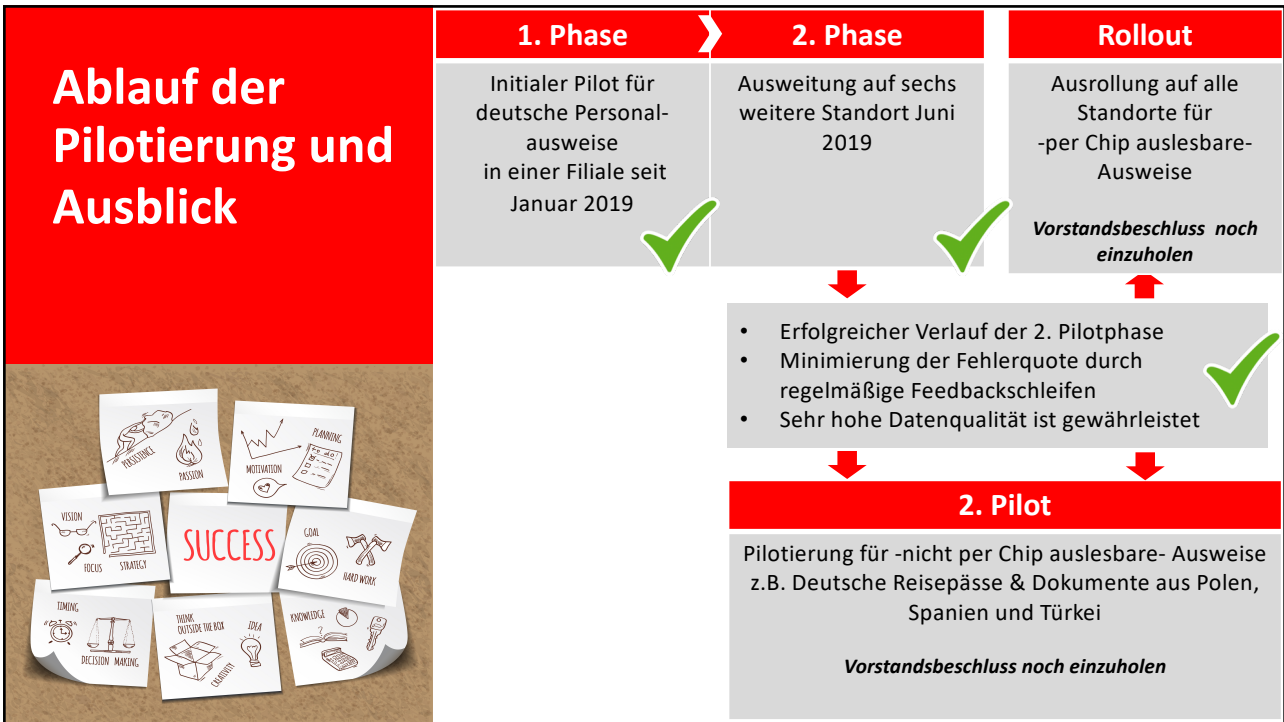 Ablauf der
Pilotierung und
Ausblick
1. Phase
Initialer Pilot für
deutsche Personal-
ausweise
in einer Filiale seit
Januar 2019
2. Phase
Ausweitung auf sechs
weitere Standort Juni
2019
Rollout
Ausrollung auf alle
Standorte für
-per Chip auslesbare-
Ausweise
Vorstandsbeschluss noch
einzuholen
• Erfolgreicher Verlauf der 2. Pilotphase
• Minimierung der Fehlerquote durch
regelmäßige Feedbackschleifen
• Sehr hohe Datenqualität ist gewährleistet
2. Pilot
Pilotierung für -nicht per Chip auslesbare- Ausweise
z.B. Deutsche Reisepässe & Dokumente aus Polen,
Spanien und Türkei
Vorstandsbeschluss noch einzuholen
PERSISTENCE
PASSION
MOTIVATION
PLANNING
TO DO!
VISION
FOCUS
STRATEGY
SUCCESS
GOAL
HARD WORK
TIMING
DECISION MAKING
THINK
OUTSIDE THE BOX
IDEA
CREATIVITY
KNOWLEDGE
?